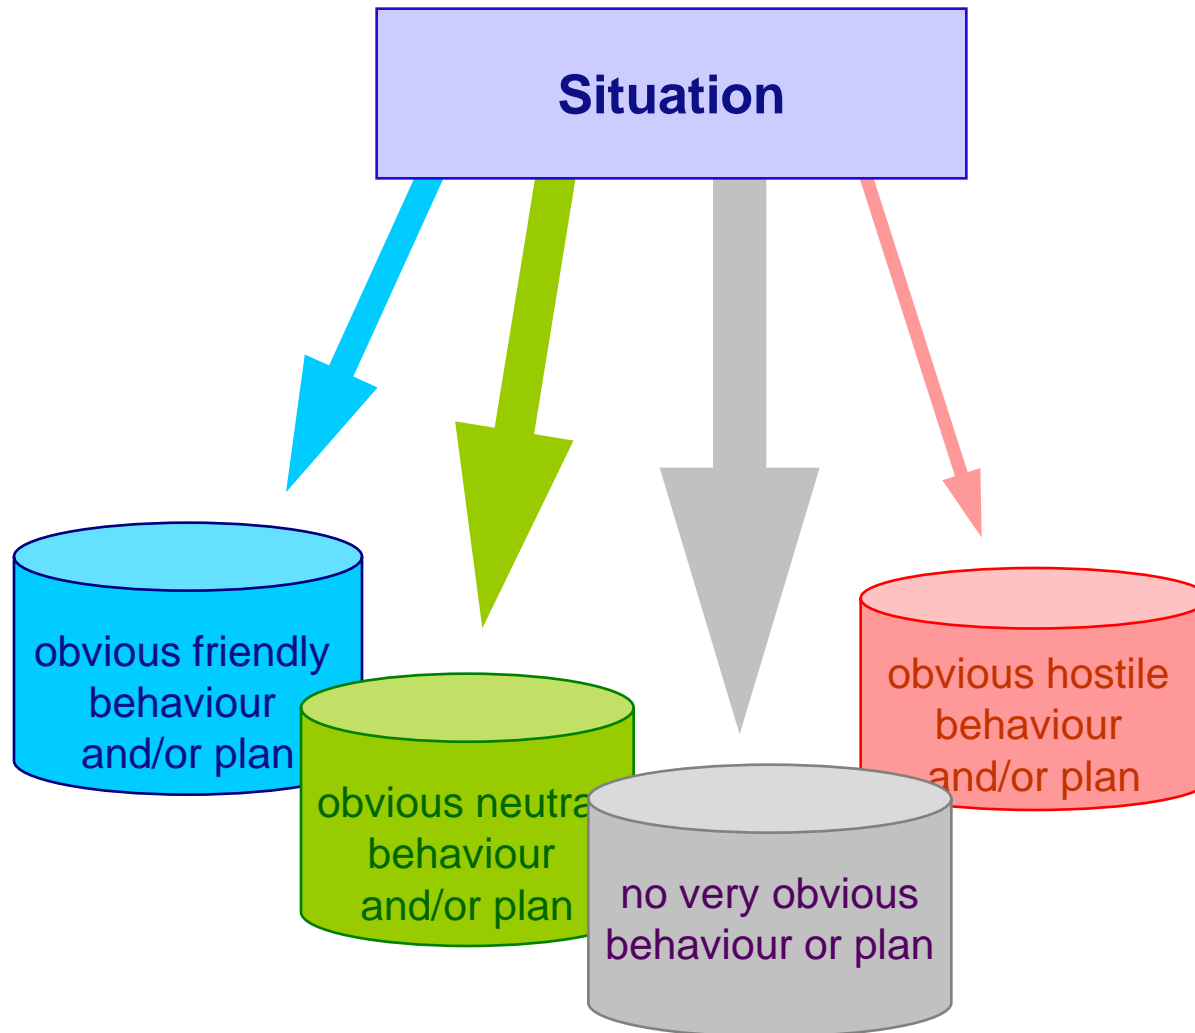 Situation
obvious friendly
behaviour
and/or plan
obvious neutra
behaviour
and/or plan
no very obvious
behaviour or plan
obvious hostile
behaviour
and/or plan